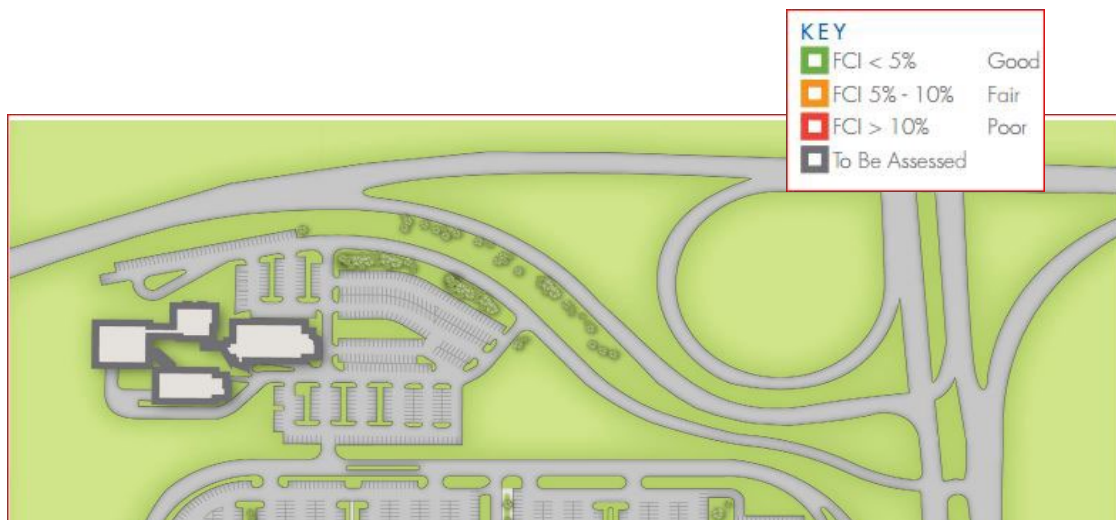 KEY
FCI < 5% Good
FCI 5% - 10% Fair
FCI > 10% Poor
To Be Assessed